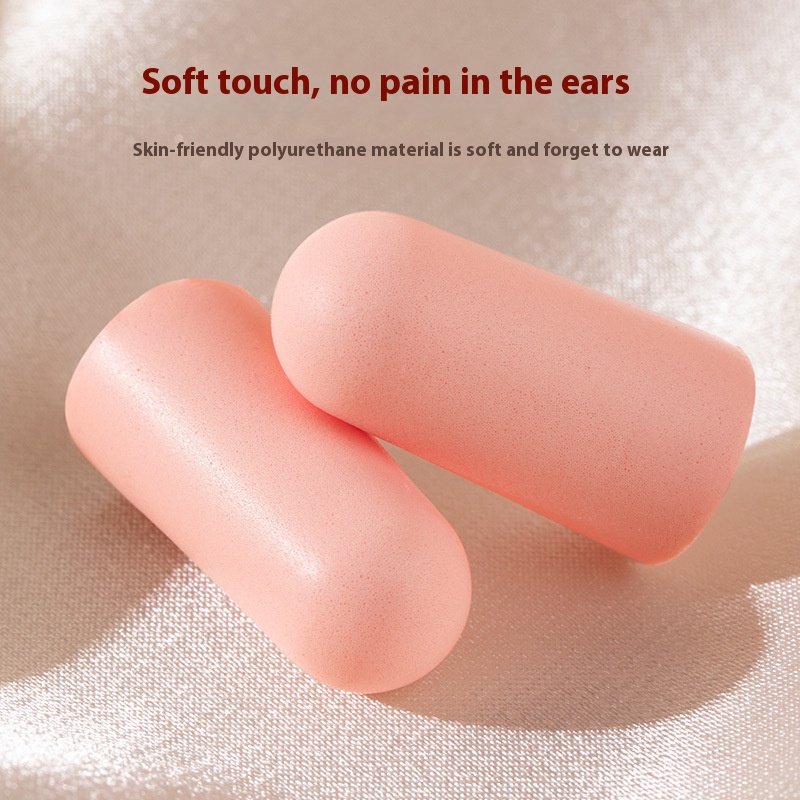 Soft touch, no pain in the ears
Skin-friendly polyurethane material is soft and forget to wear